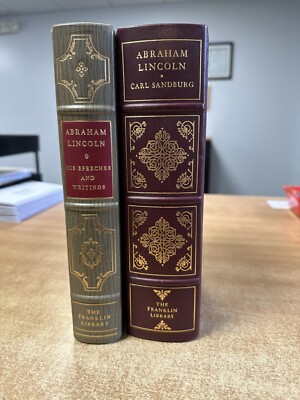 ABRAHAM
LINCOLN
HIS SPEECHES
AND
WRITINGS
THE
FRANKLIN
LIBRARY
ABRAHAM
LINCOLN
CARL SANDBURG
THE
FRANKLIN
LIBRARY